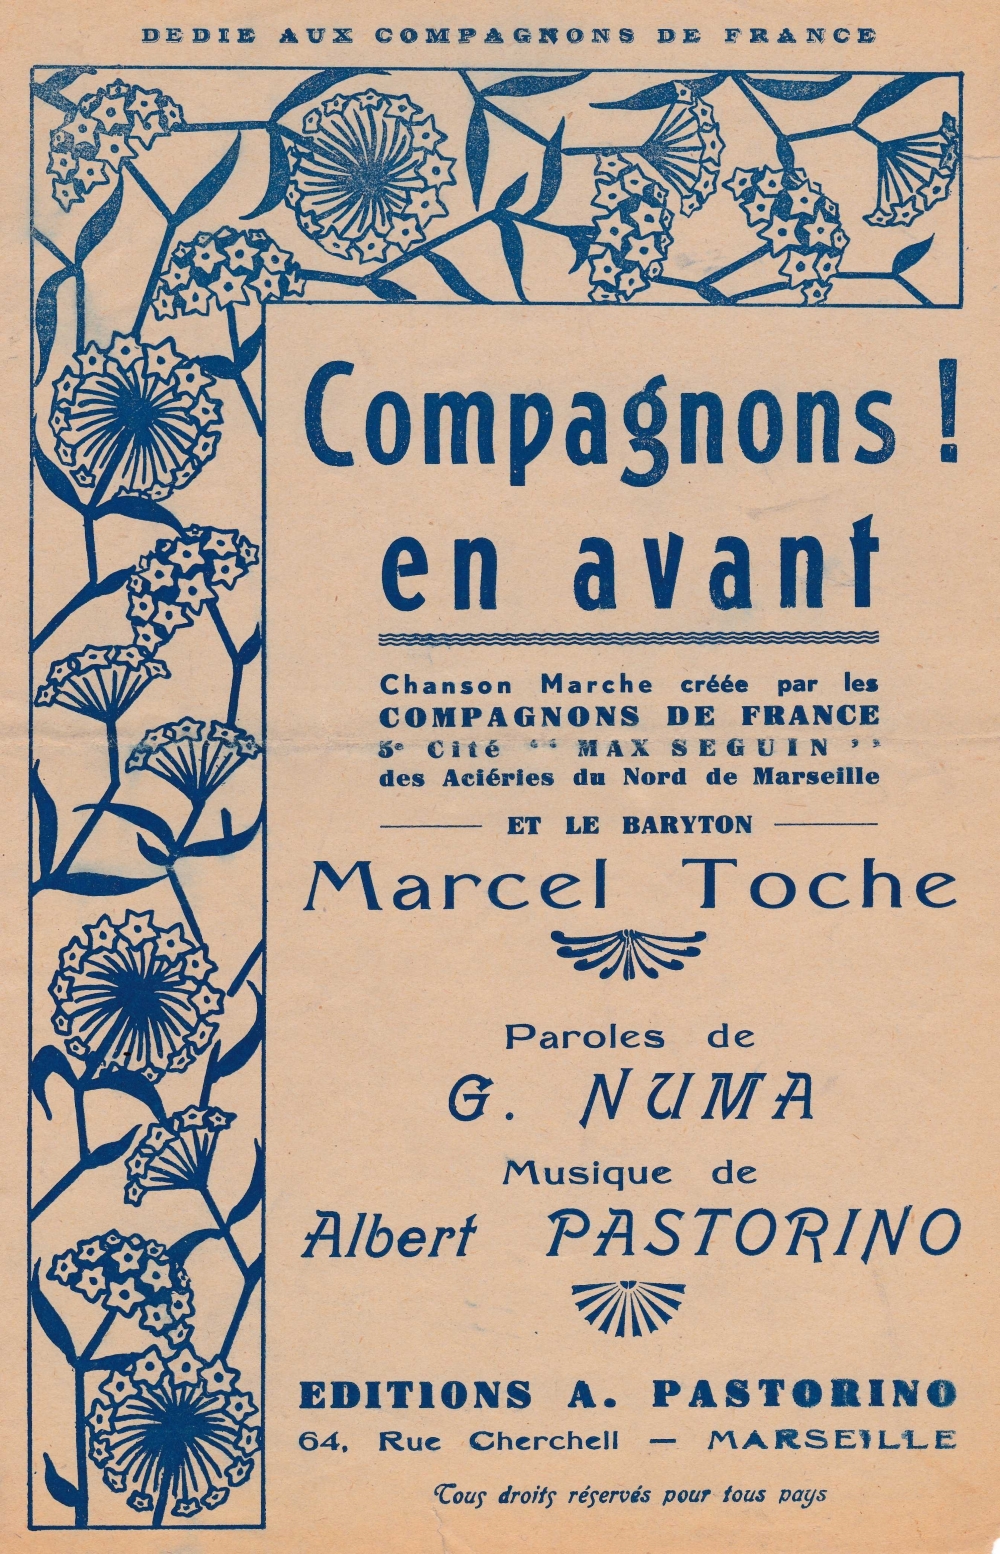 DEDIE AUX COMPAGNONS DE FRANCE
Compagnons !
en avant
Chanson Marche créée par les
COMPAGNONS DE FRANCE
5e Cité “ MAX SEGUIN ”
des Aciéries du Nord de Marseille
ET LE BARYTON
Marcel Toche
Paroles de
G. NUMA
Musique de
Albert PASTORINO
EDITIONS A. PASTORINO
64, Rue Cherchell — MARSEILLE
Tous droits réservés pour tous pays